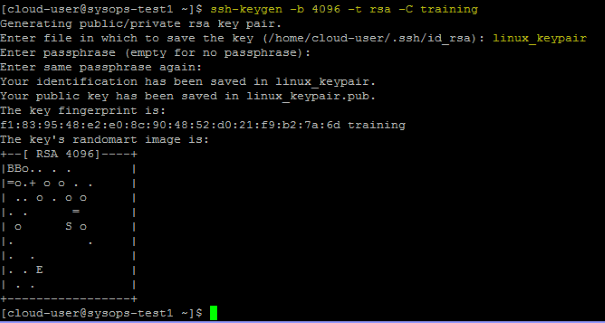 [cloud-user@sysops-test1 ~]$ ssh-keygen -b 4096 -t rsa -C training
Generating public/private rsa key pair.
Enter file in which to save the key (/home/cloud-user/.ssh/id_rsa): linux_keypair
Enter passphrase (empty for no passphrase):
Enter same passphrase again:
Your identification has been saved in linux_keypair.
Your public key has been saved in linux_keypair.pub.
The key fingerprint is:
f1:83:95:48:e2:e0:8c:90:48:52:d0:21:f9:b2:7a:6d training
The key's randomart image is:
+--[ RSA 4096]----+
|BBo.. . .        |
|=o.+ o o . .     |
| .. o . o o      |
| . .     =       |
| o      S o      |
|.          .     |
|. .              |
|. . E            |
| . .             |
+-----------------+
[cloud-user@sysops-test1 ~]$